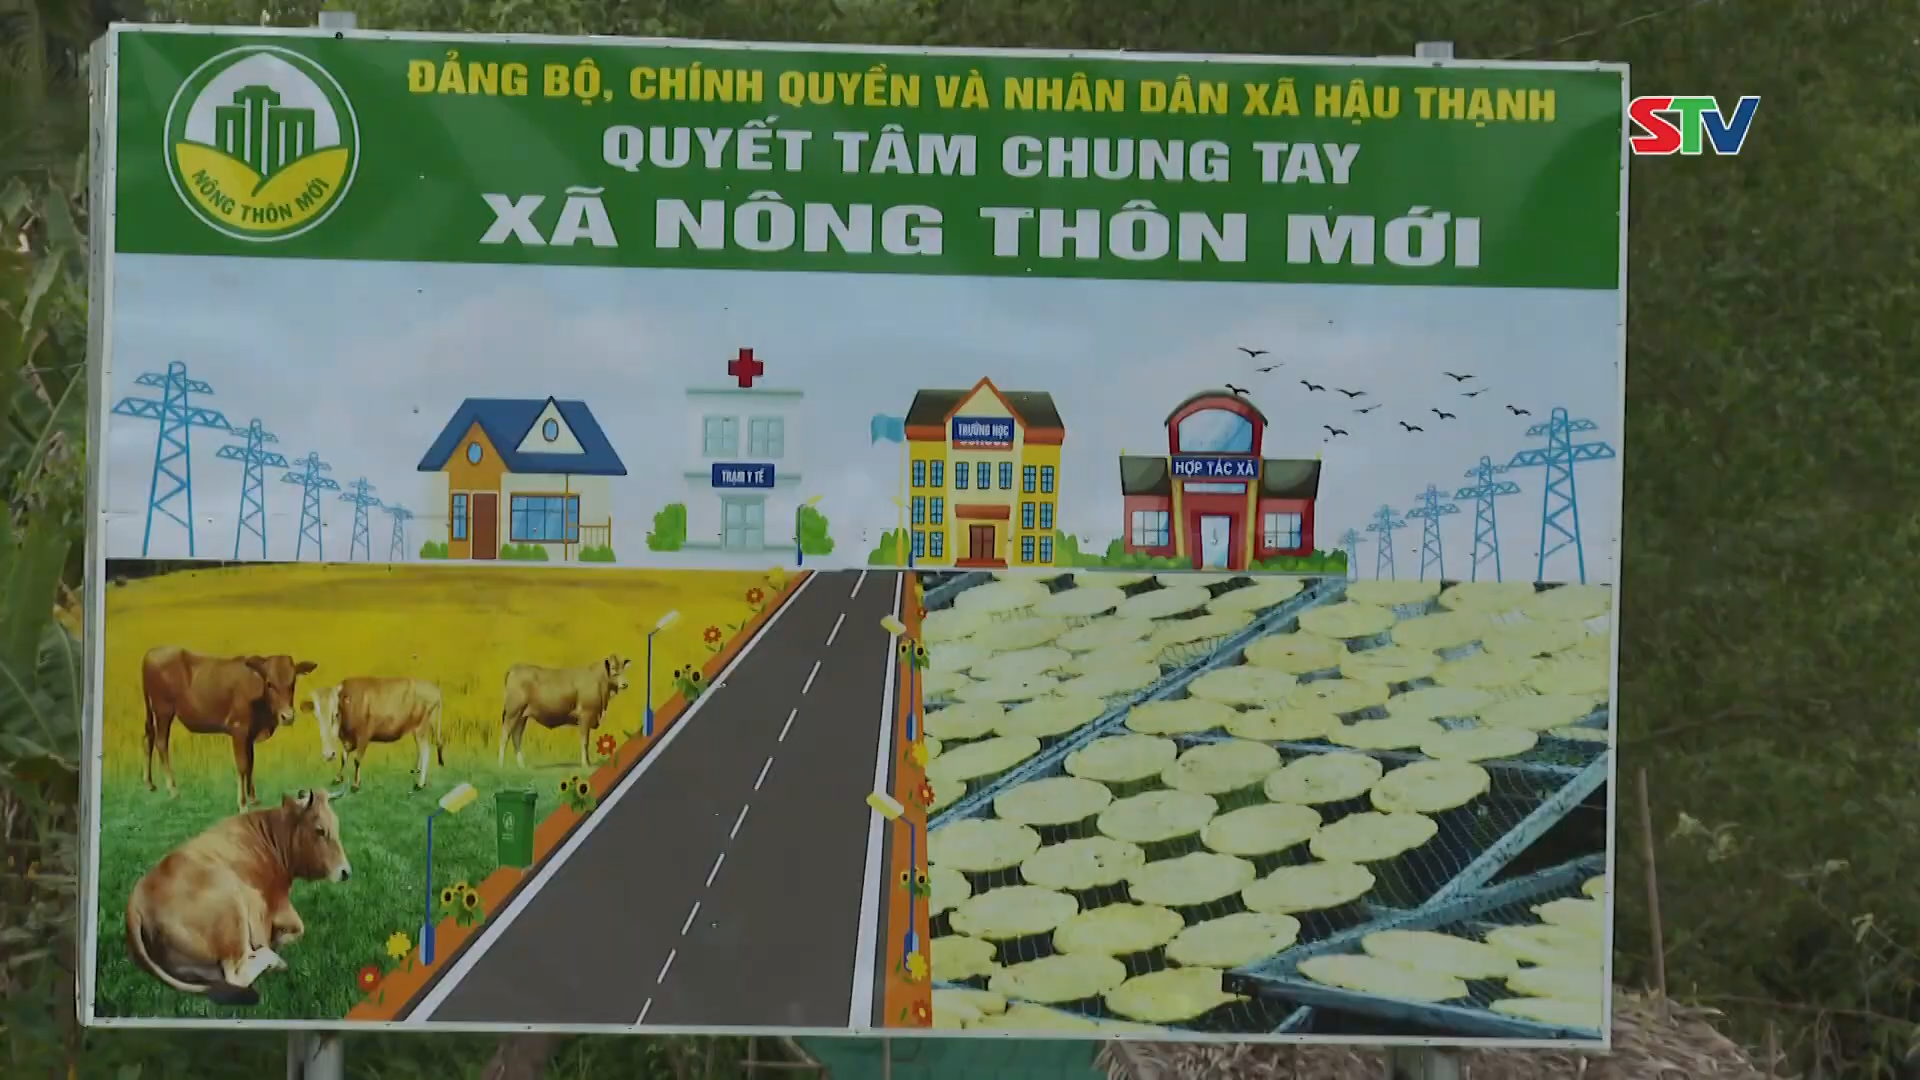 ĐẢNG BỘ, CHÍNH QUYỀN VÀ NHÂN DÂN XÃ HẬU THẠNH
QUYẾT TÂM CHUNG TAY
XÃ NÔNG THÔN MỚI
NÔNG THÔN MỚI
STV
TRẠM Y TẾ
TRƯỜNG HỌC
SCHOOL
HỢP TÁC XÃ